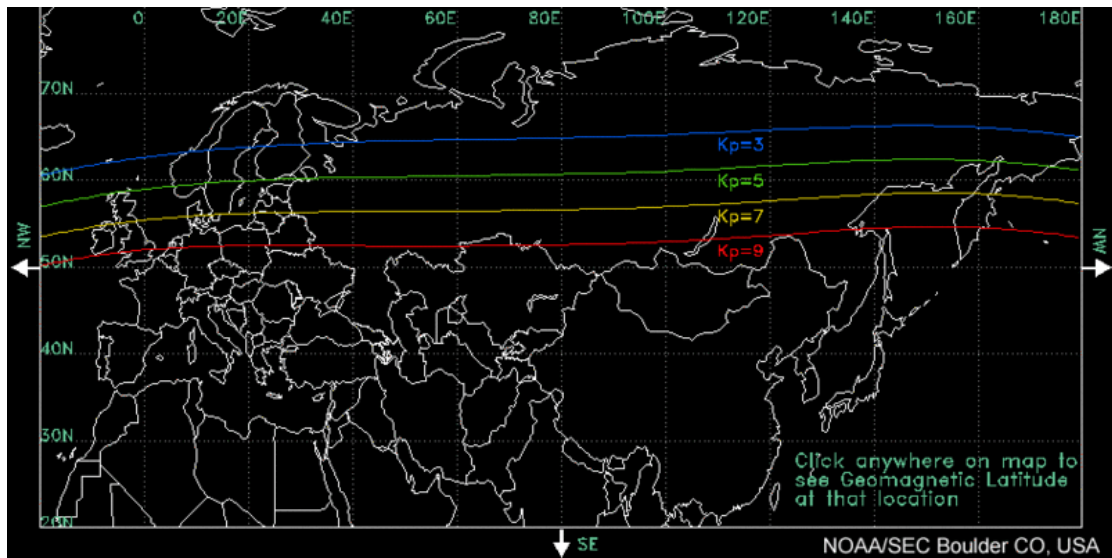 0 20E 40E 60E 80E 100E 120E 140E 160E 180E
70N
Kp=3
60N
Kp=5
Kp=7
NW
NW
Kp=9
50N
40N
30N
Click anywhere on map to
see Geomagnetic Latitude
at that location
20N
SE
NOAA/SEC Boulder CO, USA